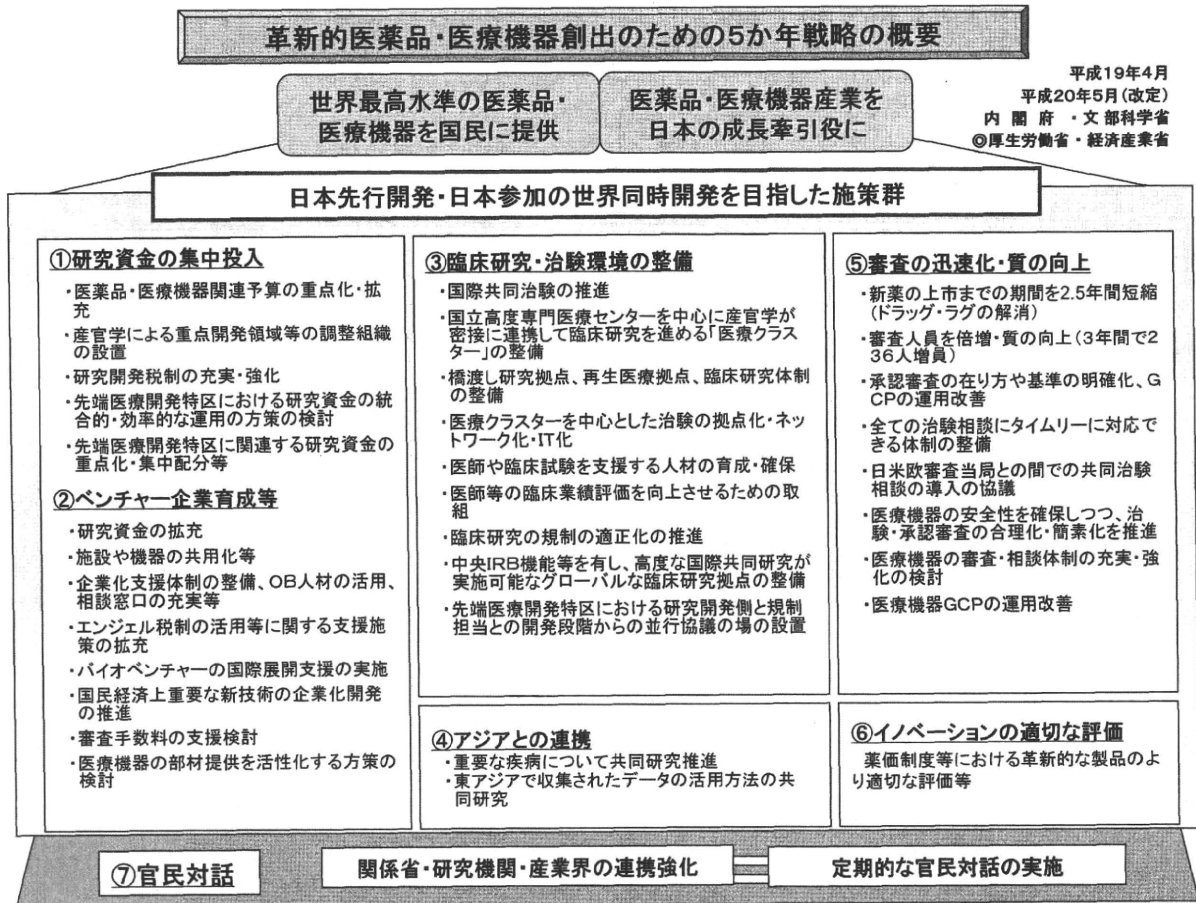 革新的医薬品・医療機器創出のための5か年戦略の概要
世界最高水準の医薬品・
医療機器を国民に提供
医薬品・医療機器産業を
日本の成長牽引役に
平成19年4月
平成20年5月(改定)
内閣府・文部科学省
◎厚生労働省・経済産業省
日本先行開発・日本参加の世界同時開発を目指した施策群
①研究資金の集中投入
・医薬品・医療機器関連予算の重点化・拡
充
・産官学による重点開発領域等の調整組織
の設置
・研究開発税制の充実・強化
・先端医療開発特区における研究資金の統
合的・効率的な運用の方策の検討
・先端医療開発特区に関連する研究資金の
重点化・集中配分等
②ベンチャー企業育成等
・研究資金の拡充
・施設や機器の共用化等
・企業化支援体制の整備、OB人材の活用、
相談窓口の充実等
・エンジェル税制の活用等に関する支援施
策の拡充
・バイオベンチャーの国際展開支援の実施
・国民経済上重要な新技術の企業化開発
の推進
・審査手数料の支援検討
・医療機器の部材提供を活性化する方策の
検討
③臨床研究・治験環境の整備
・国際共同治験の推進
・国立高度専門医療センターを中心に産官学が
密接に連携して臨床研究を進める「医療クラス
ター」の整備
・橋渡し研究拠点、再生医療拠点、臨床研究体制
の整備
・医療クラスターを中心とした治験の拠点化・ネッ
トワーク化・IT化
・医師や臨床試験を支援する人材の育成・確保
・医師等の臨床業績評価を向上させるための取
組
・臨床研究の規制の適正化の推進
・中央IRB機能等を有し、高度な国際共同研究が
実施可能なグローバルな臨床研究拠点の整備
・先端医療開発特区における研究開発側と規制
担当との開発段階からの並行協議の場の設置
④アジアとの連携
・重要な疾病について共同研究推進
・東アジアで収集されたデータの活用方法の共
同研究
⑤審査の迅速化・質の向上
・新薬の上市までの期間を2.5年間短縮
(ドラッグ・ラグの解消)
・審査人員を倍増・質の向上(3年間で2
36人増員)
・承認審査の在り方や基準の明確化、G
CPの運用改善
・全ての治験相談にタイムリーに対応で
きる体制の整備
・日米欧審査当局との間での共同治験
相談の導入の協議
・医療機器の安全性を確保しつつ、治
験・承認審査の合理化・簡素化を推進
・医療機器の審査・相談体制の充実・強
化の検討
・医療機器GCPの運用改善
⑥イノベーションの適切な評価
薬価制度等における革新的な製品のよ
り適切な評価等
⑦官民対話
関係省・研究機関・産業界の連携強化
定期的な官民対話の実施